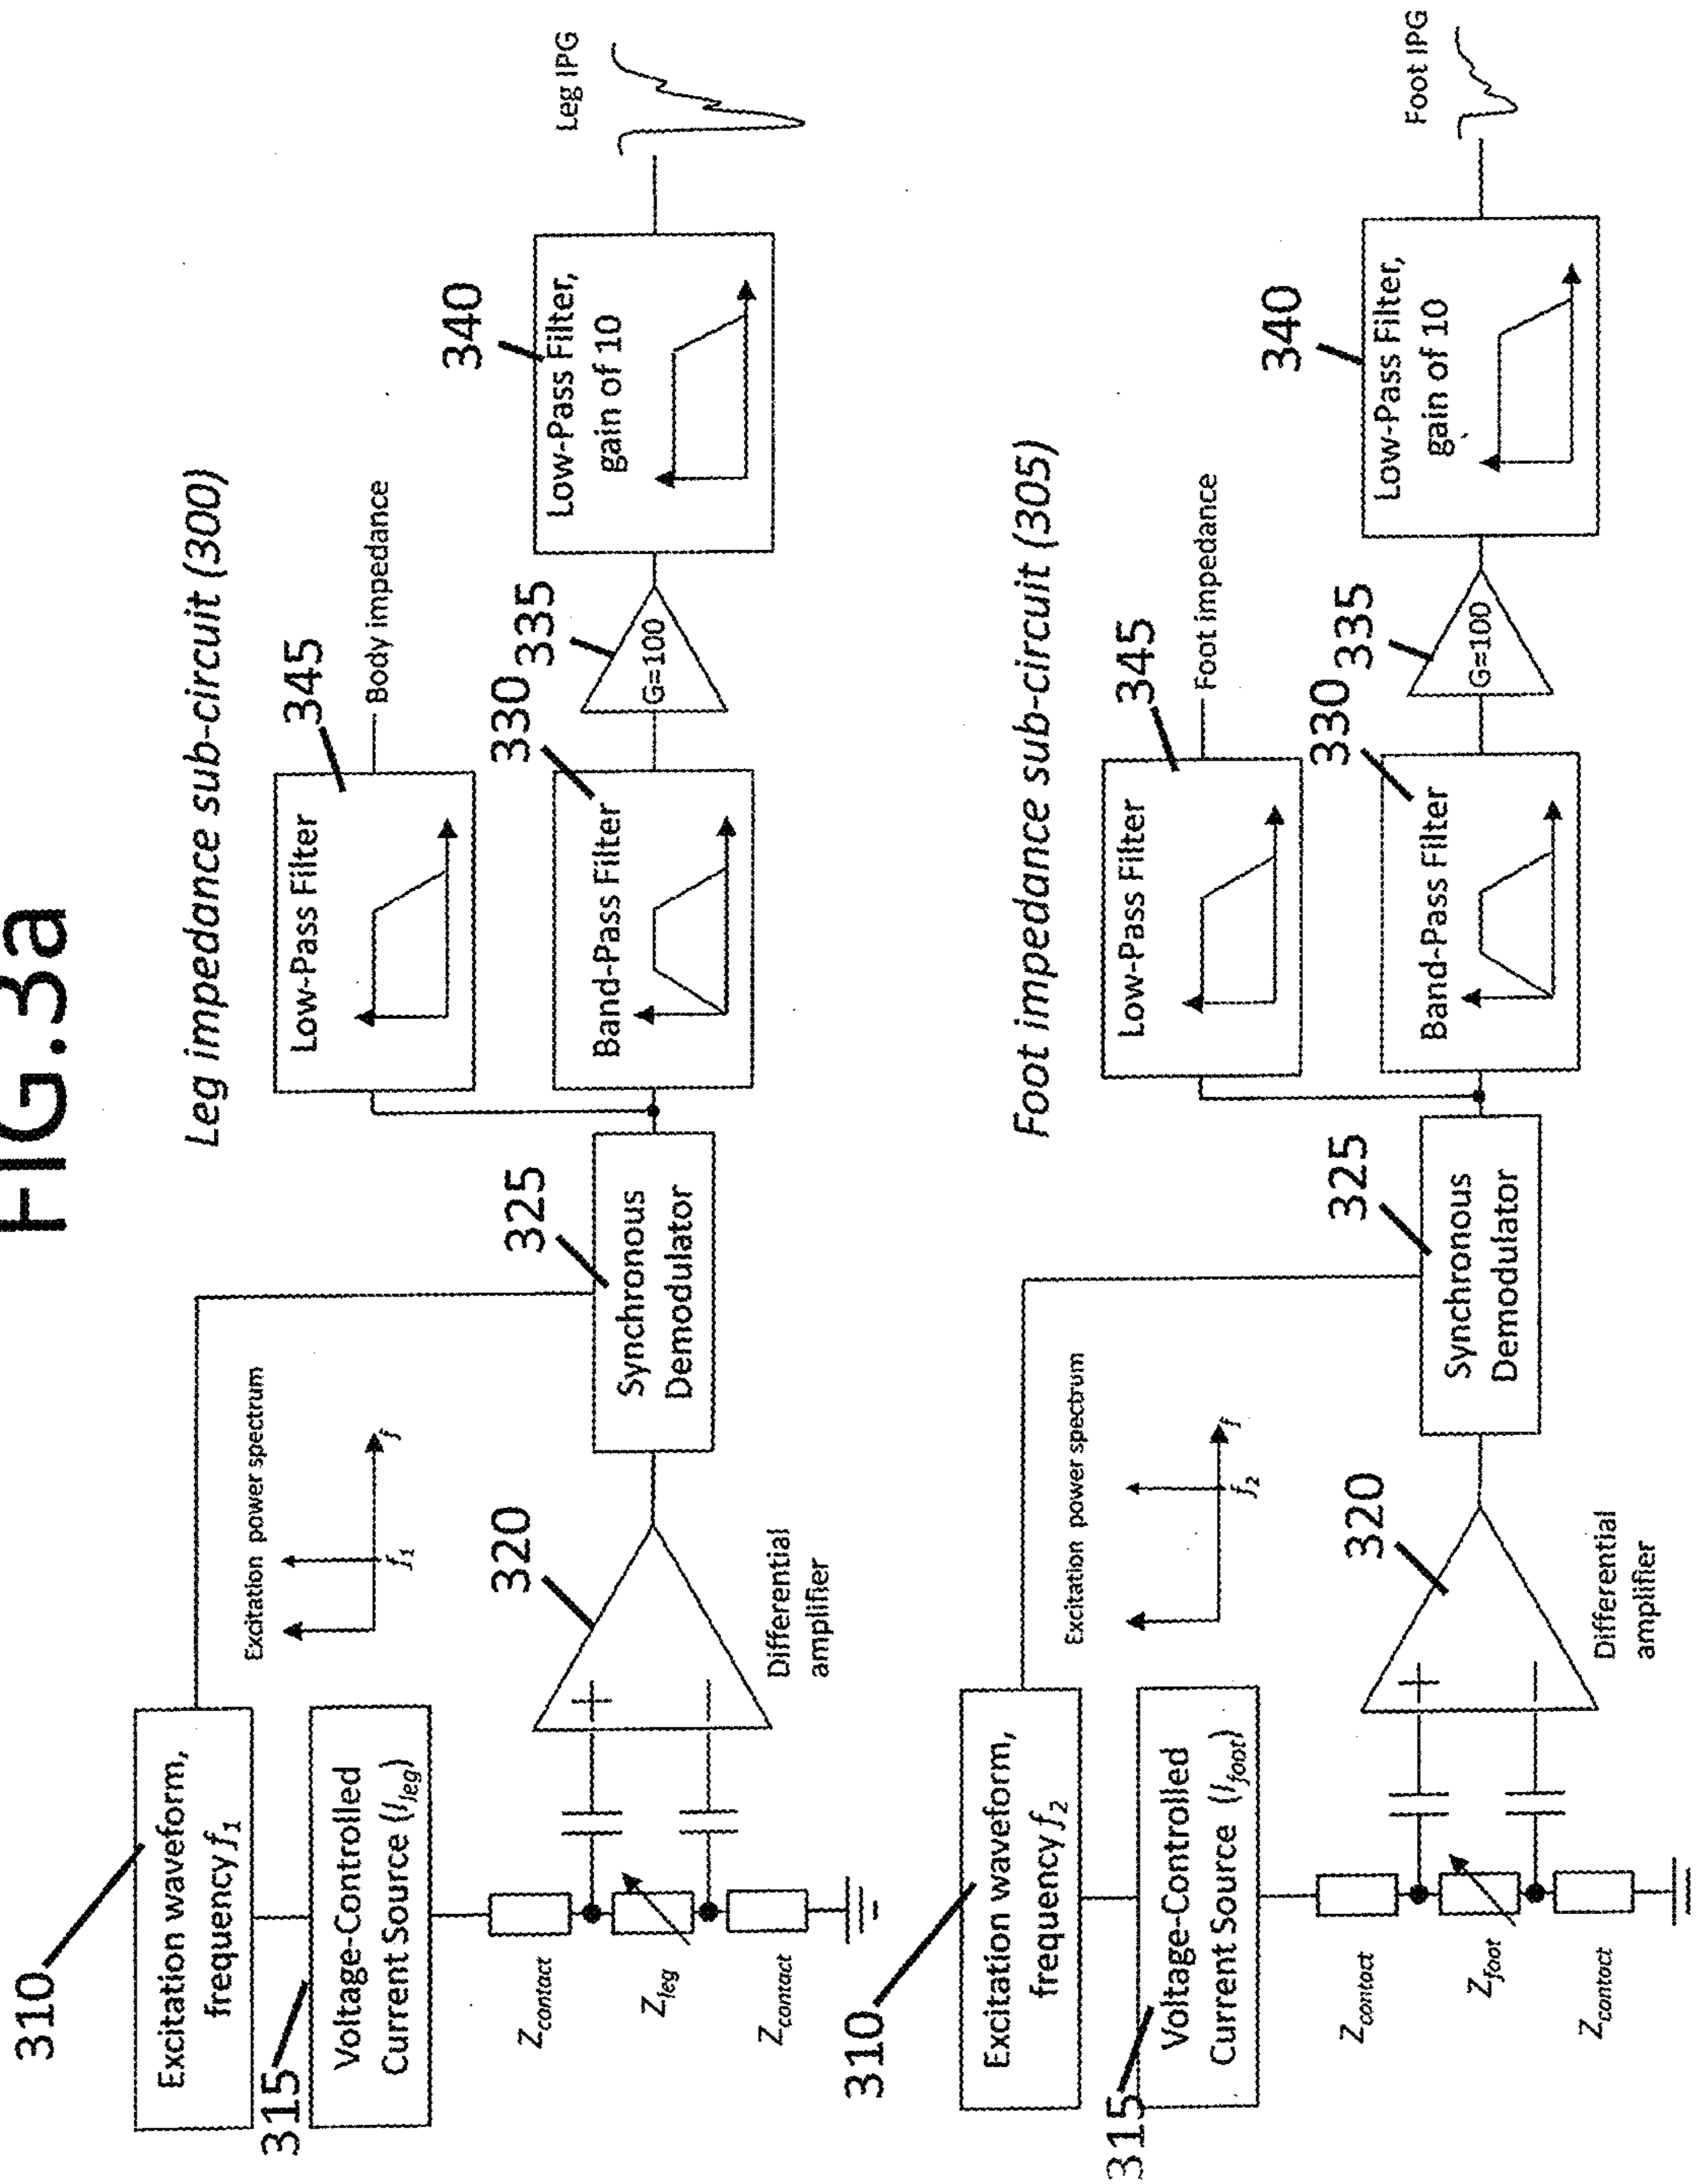 FIG.3a
Leg impedance sub-circuit (300)
310
Excitation waveform,
frequency f1
315
Voltage-Controlled
Current Source (Ileg)
Zcontact
Zleg
Zcontact
Excitation power spectrum
f1
f
320
+
−
Differential
amplifier
325
Synchronous
Demodulator
345
Low-Pass Filter
Body impedance
330
Band-Pass Filter
335
G=100
340
Low-Pass Filter,
gain of 10
Leg IPG
Foot impedance sub-circuit (305)
310
Excitation waveform,
frequency f2
315
Voltage-Controlled
Current Source (Ifoot)
Zcontact
Zfoot
Zcontact
Excitation power spectrum
f2
f
320
+
−
Differential
amplifier
325
Synchronous
Demodulator
345
Low-Pass Filter
Foot impedance
330
Band-Pass Filter
335
G=100
340
Low-Pass Filter,
gain of 10
Foot IPG